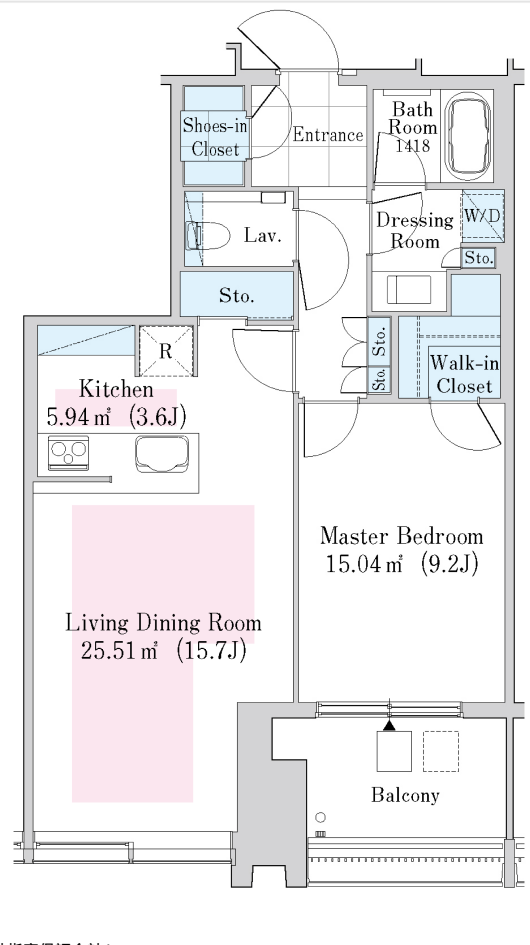 Shoes-in
Closet
Entrance
Bath
Room
1418
Lav.
Dressing
Room
W/D
Sto.
Sto.
Sto.
Sto.
R
Walk-in
Closet
Kitchen
5.94㎡ (3.6J)
Master Bedroom
15.04㎡ (9.2J)
Living Dining Room
25.51㎡ (15.7J)
Balcony